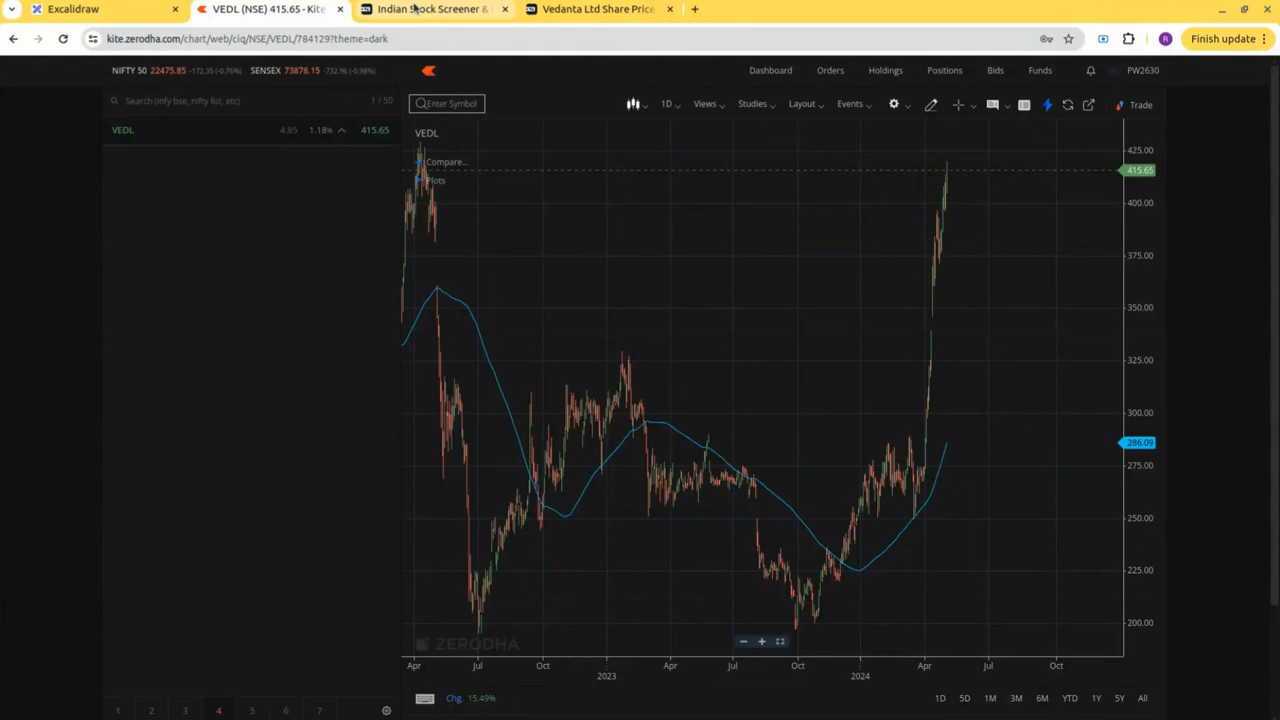 Excalidraw
VEDL (NSE) 415.65 - Kite
Indian Stock Screener &
Vedanta Ltd Share Price
kite.zerodha.com/chart/web/ciq/NSE/VEDL/784129?theme=dark
R
Finish update
NIFTY 50 22475.85 -172.35 (-0.76%) SENSEX 73878.15 -732.96 (-0.98%)
Dashboard Orders Holdings Positions Bids Funds PW2630
Search (infy bse, nifty fut, etc) 1 / 50
Enter Symbol 1D Views Studies Layout Events Trade
VEDL 4.85 1.18% 415.65
VEDL
Compare...
Plots
425.00
415.65
400.00
375.00
350.00
325.00
300.00
286.09
275.00
250.00
225.00
200.00
ZERODHA
Apr Jul Oct 2023 Apr Jul Oct 2024 Apr Jul Oct
Chg. 15.49% 1D 5D 1M 3M 6M YTD 1Y 5Y All
1 2 3 4 5 6 7